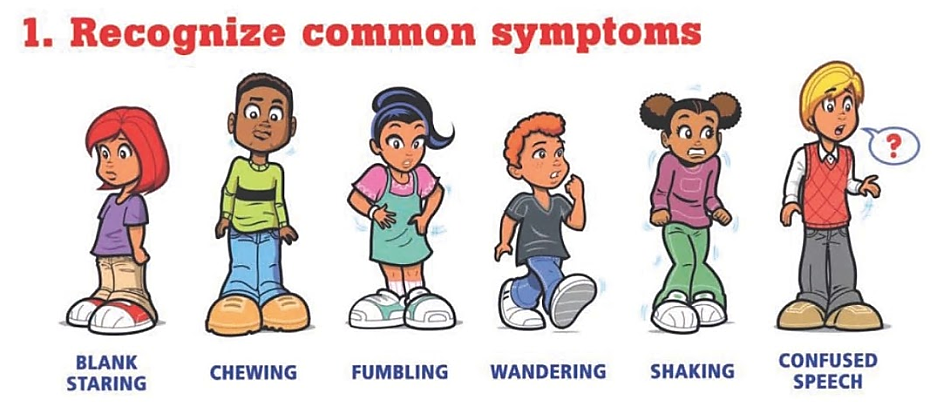 1. Recognize common symptoms
?
BLANK
STARING
CHEWING
FUMBLING
WANDERING
SHAKING
CONFUSED
SPEECH